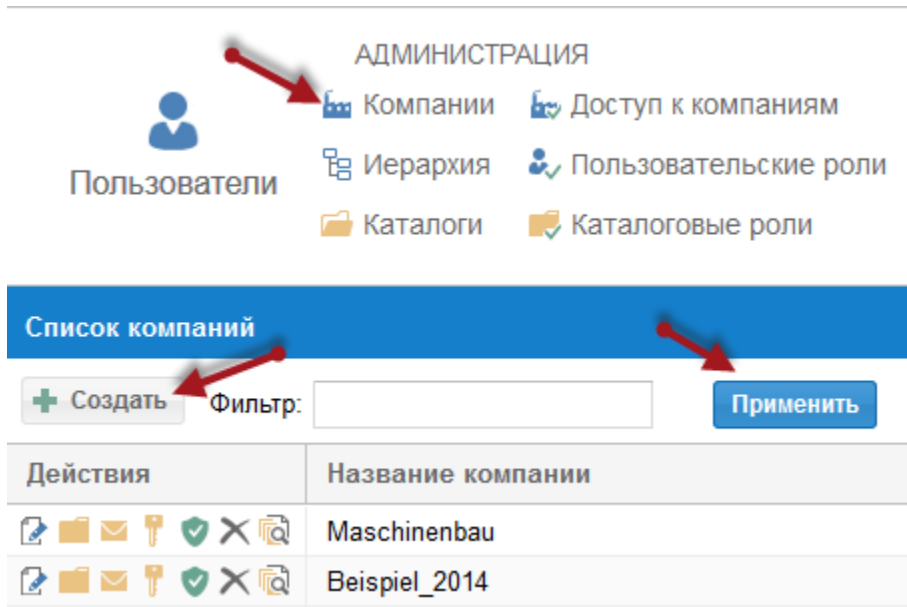 АДМИНИСТРАЦИЯ
Компании Доступ к компаниям
Пользователи
Иерархия Пользовательские роли
Каталоги Каталоговые роли
Список компаний
Создать Фильтр: Применить
Действия Название компании
Maschinenbau
Beispiel_2014